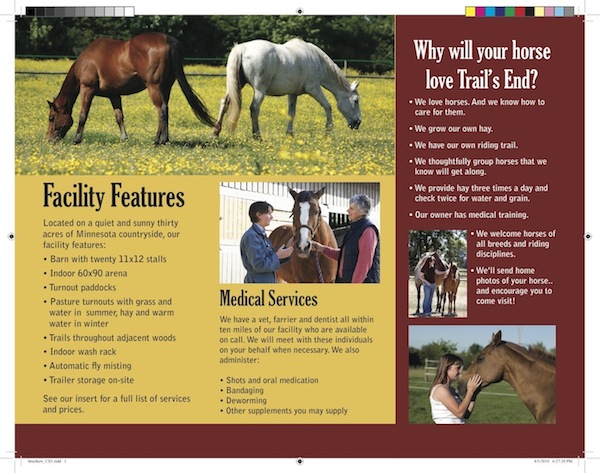 Facility Features
Located on a quiet and sunny thirty
acres of Minnesota countryside, our
facility features:
• Barn with twenty 11x12 stalls
• Indoor 60x90 arena
• Turnout paddocks
• Pasture turnouts with grass and
water in summer, hay and warm
water in winter
• Trails throughout adjacent woods
• Indoor wash rack
• Automatic fly misting
• Trailer storage on-site
See our insert for a full list of services
and prices.
Medical Services
We have a vet, farrier and dentist all within
ten miles of our facility who are available
on call. We will meet with these individuals
on your behalf when necessary. We also
administer:
• Shots and oral medication
• Bandaging
• Deworming
• Other supplements you may supply
Why will your horse
love Trail's End?
• We love horses. And we know how to
care for them.
• We grow our own hay.
• We have our own riding trail.
• We thoughtfully group horses that we
know will get along.
• We provide hay three times a day and
check twice for water and grain.
• Our owner has medical training.
• We welcome horses of
all breeds and riding
disciplines.
• We'll send home
photos of your horse..
and encourage you to
come visit!